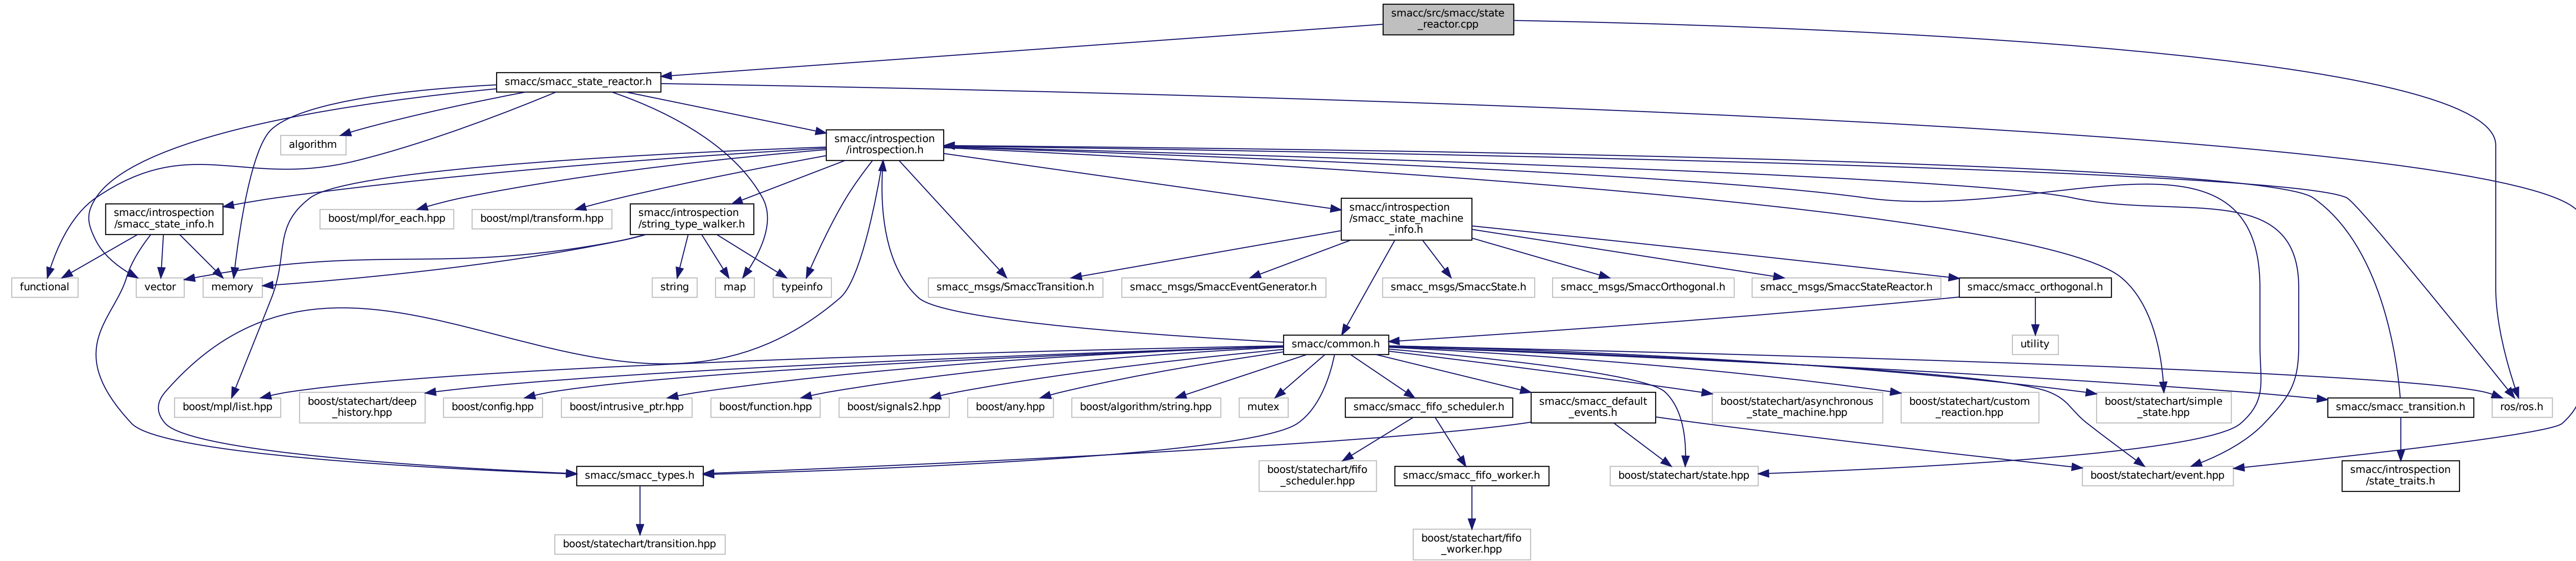 smacc/src/smacc/state
_reactor.cpp
smacc/smacc_state_reactor.h
algorithm
smacc/introspection
/introspection.h
smacc/introspection
/smacc_state_info.h
boost/mpl/for_each.hpp
boost/mpl/transform.hpp
smacc/introspection
/string_type_walker.h
smacc/introspection
/smacc_state_machine
_info.h
functional
vector
memory
string
map
typeinfo
smacc_msgs/SmaccTransition.h
smacc_msgs/SmaccEventGenerator.h
smacc_msgs/SmaccState.h
smacc_msgs/SmaccOrthogonal.h
smacc_msgs/SmaccStateReactor.h
smacc/smacc_orthogonal.h
smacc/common.h
utility
boost/mpl/list.hpp
boost/statechart/deep
_history.hpp
boost/config.hpp
boost/intrusive_ptr.hpp
boost/function.hpp
boost/signals2.hpp
boost/any.hpp
boost/algorithm/string.hpp
mutex
smacc/smacc_fifo_scheduler.h
smacc/smacc_default
_events.h
boost/statechart/asynchronous
_state_machine.hpp
boost/statechart/custom
_reaction.hpp
boost/statechart/simple
_state.hpp
smacc/smacc_transition.h
ros/ros.h
smacc/smacc_types.h
boost/statechart/fifo
_scheduler.hpp
smacc/smacc_fifo_worker.h
boost/statechart/state.hpp
boost/statechart/event.hpp
smacc/introspection
/state_traits.h
boost/statechart/transition.hpp
boost/statechart/fifo
_worker.hpp